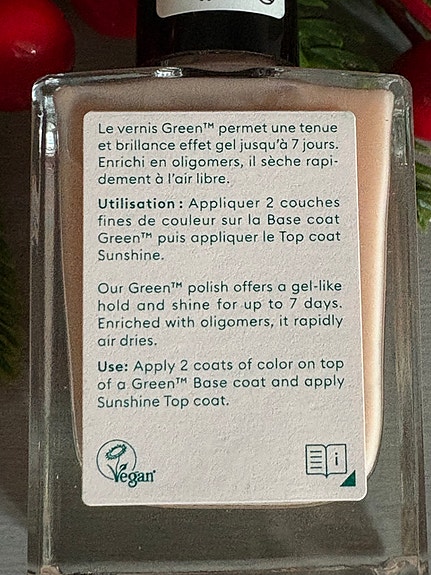 Le vernis Green™ permet une tenue
et brillance effet gel jusqu'à 7 jours.
Enrichi en oligomers, il sèche rapi-
dement à l'air libre.
Utilisation : Appliquer 2 couches
fines de couleur sur la Base coat
Green™ puis appliquer le Top coat
Sunshine.
Our Green™ polish offers a gel-like
hold and shine for up to 7 days.
Enriched with oligomers, it rapidly
air dries.
Use: Apply 2 coats of color on top
of a Green™ Base coat and apply
Sunshine Top coat.
Vegan
i